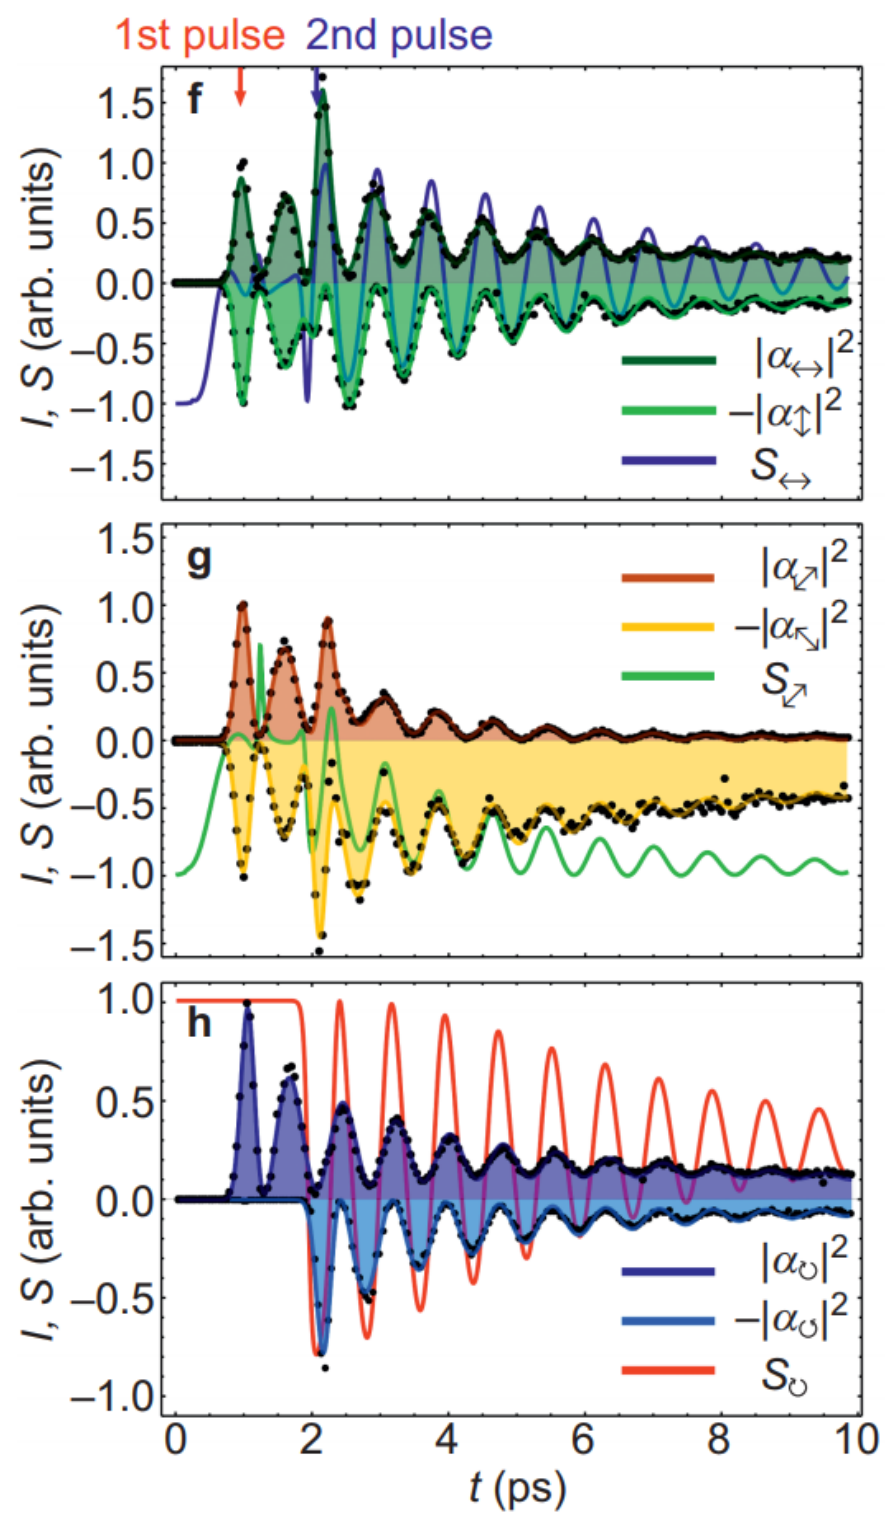 1st pulse 2nd pulse
f
I, S (arb. units)
1.5
1.0
0.5
0.0
−0.5
−1.0
−1.5
|α↔|²
−|α↕|²
S↔
g
I, S (arb. units)
1.5
1.0
0.5
0.0
−0.5
−1.0
−1.5
|α⤢|²
−|α⤡|²
S⤢
h
I, S (arb. units)
1.0
0.5
0.0
−0.5
−1.0
|α↻|²
−|α↺|²
S↻
0 2 4 6 8 10
t (ps)